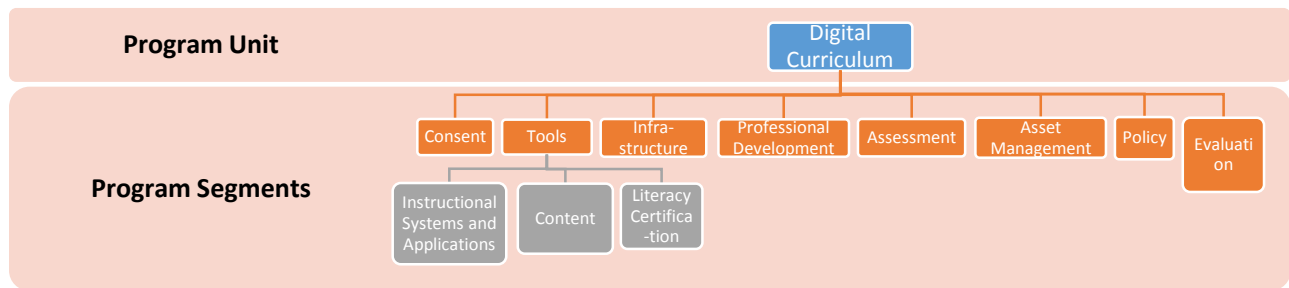 Program Unit
Digital
Curriculum
Program Segments
Consent
Tools
Infra-
structure
Professional
Development
Assessment
Asset
Management
Policy
Evaluati
on
Instructional
Systems and
Applications
Content
Literacy
Certifica
-tion